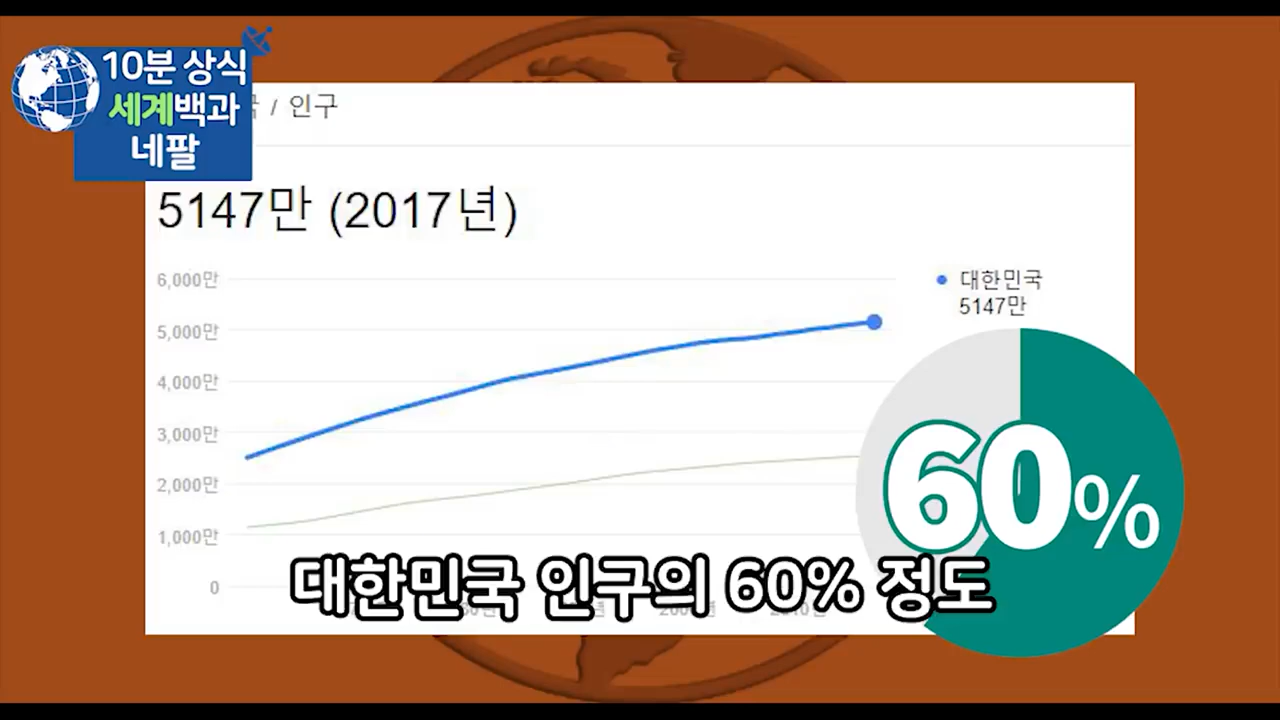 10분 상식
세계백과
네팔
/ 인구
5147만 (2017년)
6,000만
5,000만
4,000만
3,000만
2,000만
1,000만
0
대한민국
5147만
60%
대한민국 인구의 60% 정도